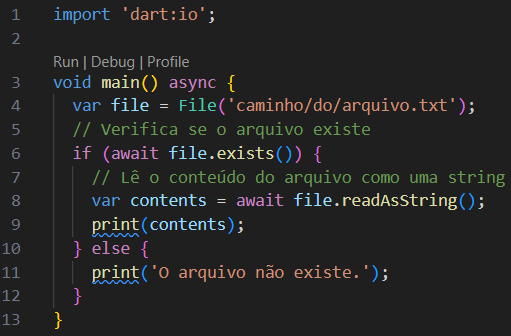 1 import 'dart:io';
2
Run | Debug | Profile
3 void main() async {
4   var file = File('caminho/do/arquivo.txt');
5   // Verifica se o arquivo existe
6   if (await file.exists()) {
7     // Lê o conteúdo do arquivo como uma string
8     var contents = await file.readAsString();
9     print(contents);
10   } else {
11     print('O arquivo não existe.');
12   }
13 }